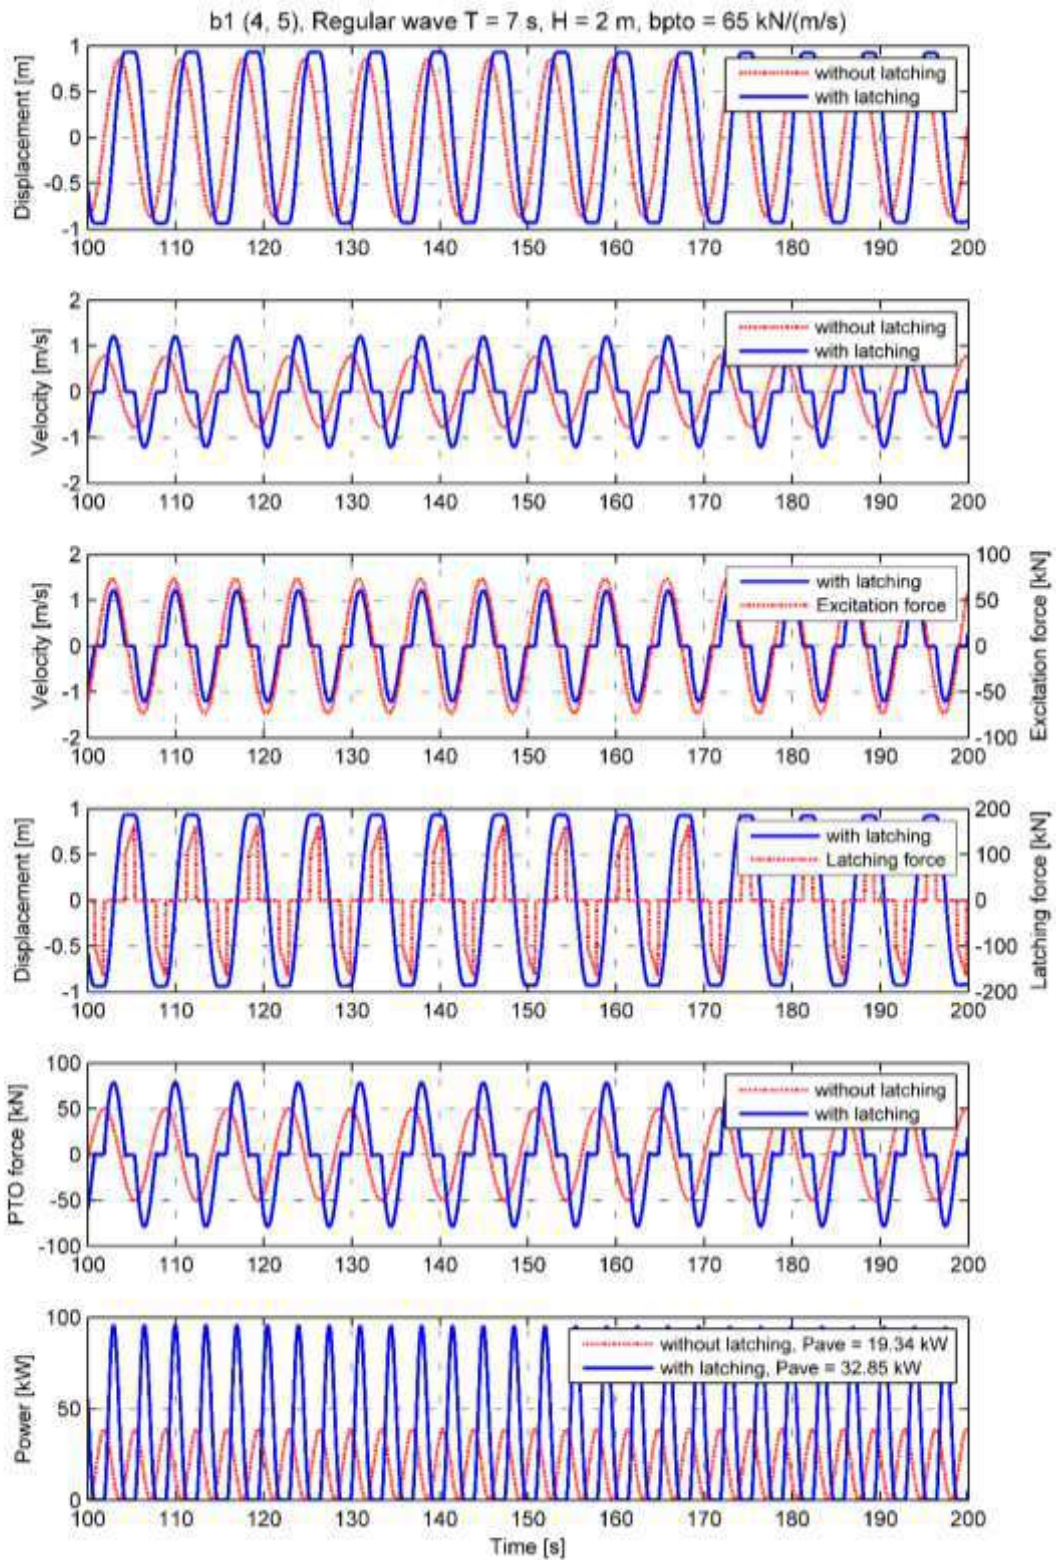 b1 (4, 5), Regular wave T = 7 s, H = 2 m, bpto = 65 kN/(m/s)
Displacement [m]
1
0.5
0
-0.5
-1
without latching
with latching
100 110 120 130 140 150 160 170 180 190 200
Velocity [m/s]
2
1
0
-1
-2
without latching
with latching
100 110 120 130 140 150 160 170 180 190 200
Velocity [m/s]
2
1
0
-1
-2
with latching
Excitation force
100
50
0
-50
-100
Excitation force [kN]
100 110 120 130 140 150 160 170 180 190 200
Displacement [m]
1
0.5
0
-0.5
-1
with latching
Latching force
200
100
0
-100
-200
Latching force [kN]
100 110 120 130 140 150 160 170 180 190 200
PTO force [kN]
100
50
0
-50
-100
without latching
with latching
100 110 120 130 140 150 160 170 180 190 200
Power [kW]
100
50
0
without latching, Pave = 19.34 kW
with latching, Pave = 32.85 kW
100 110 120 130 140 150 160 170 180 190 200
Time [s]